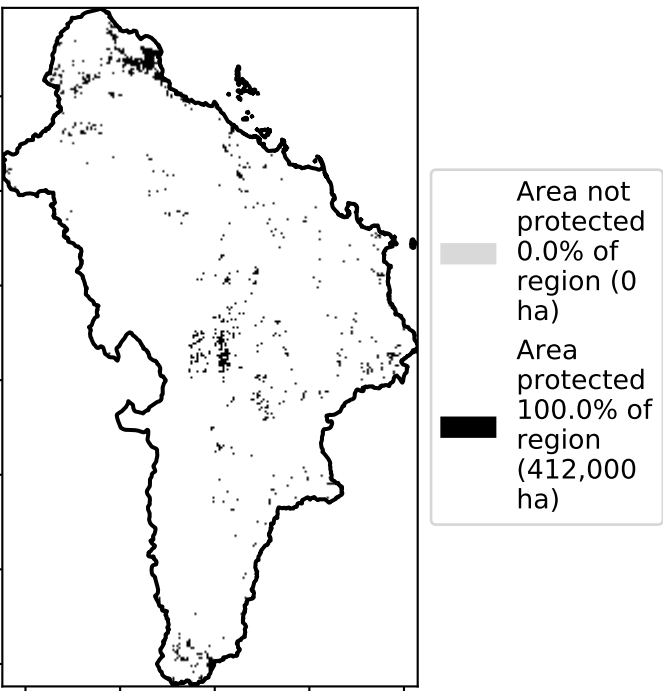 Area not
protected
0.0% of
region (0
ha)
Area
protected
100.0% of
region
(412,000
ha)